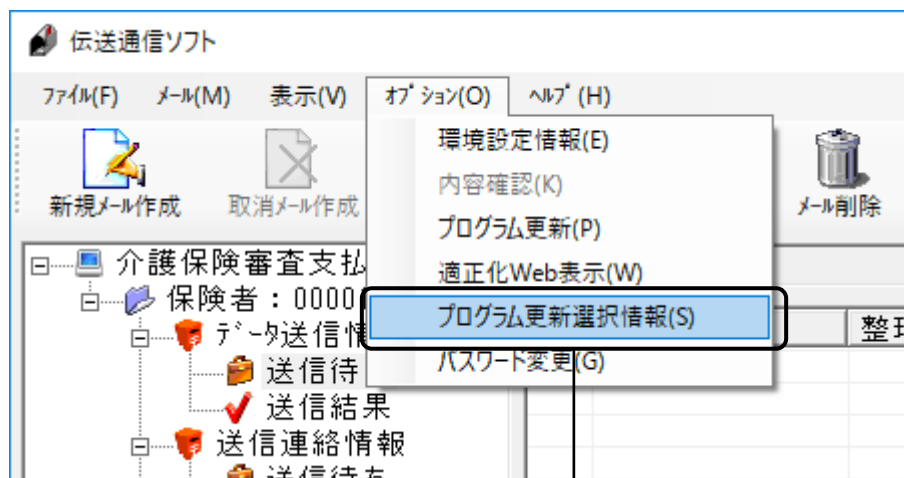 伝送通信ソフト
ﾌｧｲﾙ(F) ﾒｰﾙ(M) 表示(V) ｵﾌﾟｼｮﾝ(O) ﾍﾙﾌﾟ(H)
新規ﾒｰﾙ作成 取消ﾒｰﾙ作成 ﾒｰﾙ削除
環境設定情報(E)
内容確認(K)
プログラム更新(P)
適正化Web表示(W)
プログラム更新選択情報(S)
パスワード変更(G)
介護保険審査支払
保険者：0000
ﾃﾞｰﾀ送信情
送信待
送信結果
送信連絡情報
送信待ち
整理